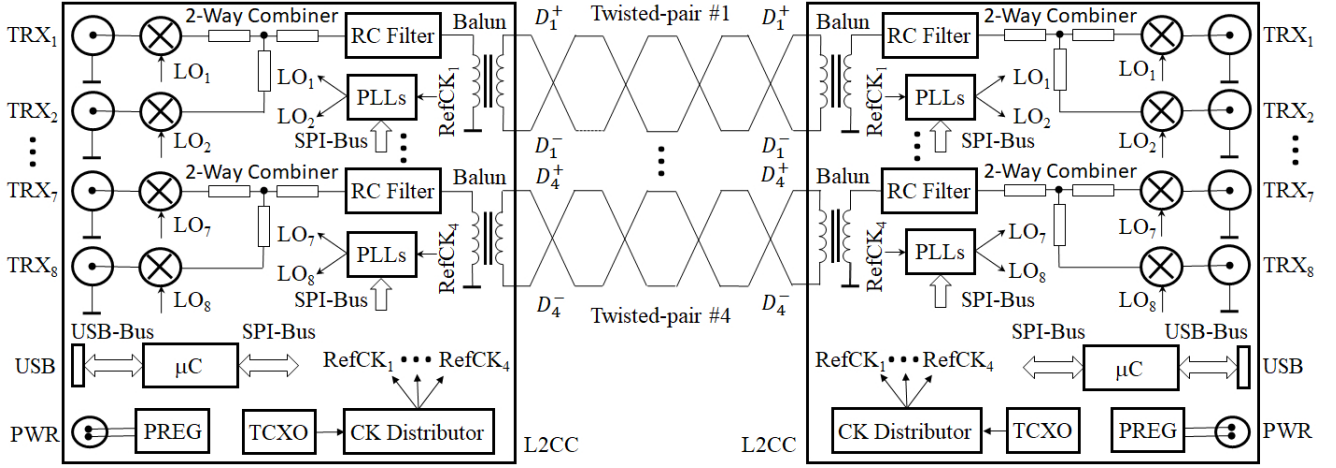 2-Way Combiner
Balun
D₁⁺
Twisted-pair #1
D₁⁺
Balun
2-Way Combiner
TRX₁
RC Filter
RC Filter
TRX₁
LO₁
LO₁
PLLs
RefCK₁
RefCK₁
PLLs
LO₁
LO₁
TRX₂
LO₂
LO₂
TRX₂
LO₂
SPI-Bus
D₁⁻
D₁⁻
SPI-Bus
LO₂
2-Way Combiner
Balun
D₄⁺
D₄⁺
Balun
2-Way Combiner
TRX₇
RC Filter
RC Filter
TRX₇
LO₇
LO₇
PLLs
RefCK₄
RefCK₄
PLLs
LO₇
LO₇
TRX₈
LO₈
LO₈
TRX₈
LO₈
SPI-Bus
D₄⁻
Twisted-pair #4
D₄⁻
SPI-Bus
LO₈
USB-Bus
SPI-Bus
SPI-Bus
USB-Bus
USB
μC
RefCK₁
RefCK₄
RefCK₁
RefCK₄
μC
USB
PWR
PREG
TCXO
CK Distributor
L2CC
L2CC
CK Distributor
TCXO
PREG
PWR